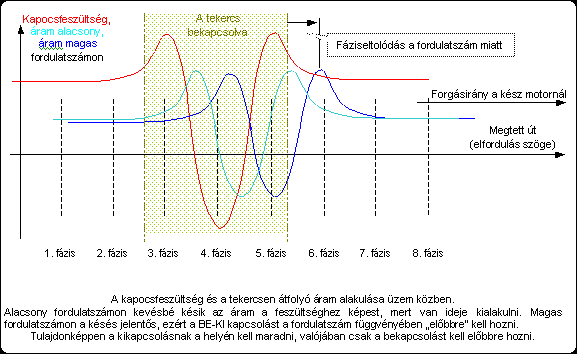 Kapocsfeszültség,
áram alacsony,
áram magas
fordulatszámon
A tekercs
bekapcsolva
Fáziseltolódás a fordulatszám miatt
Forgásirány a kész motornál
Megtett út
(elfordulás szöge)
1. fázis
2. fázis
3. fázis
4. fázis
5. fázis
6. fázis
7. fázis
8. fázis
A kapocsfeszültség és a tekercsen átfolyó áram alakulása üzem közben.
Alacsony fordulatszámon kevésbé késik az áram a feszültséghez képest, mert van ideje kialakulni. Magas
fordulatszámon a késés jelentős, ezért a BE-KI kapcsolást a fordulatszám függvényében „előbbre” kell hozni.
Tulajdonképpen a kikapcsolásnak a helyén kell maradni, valójában csak a bekapcsolást kell előbbre hozni.